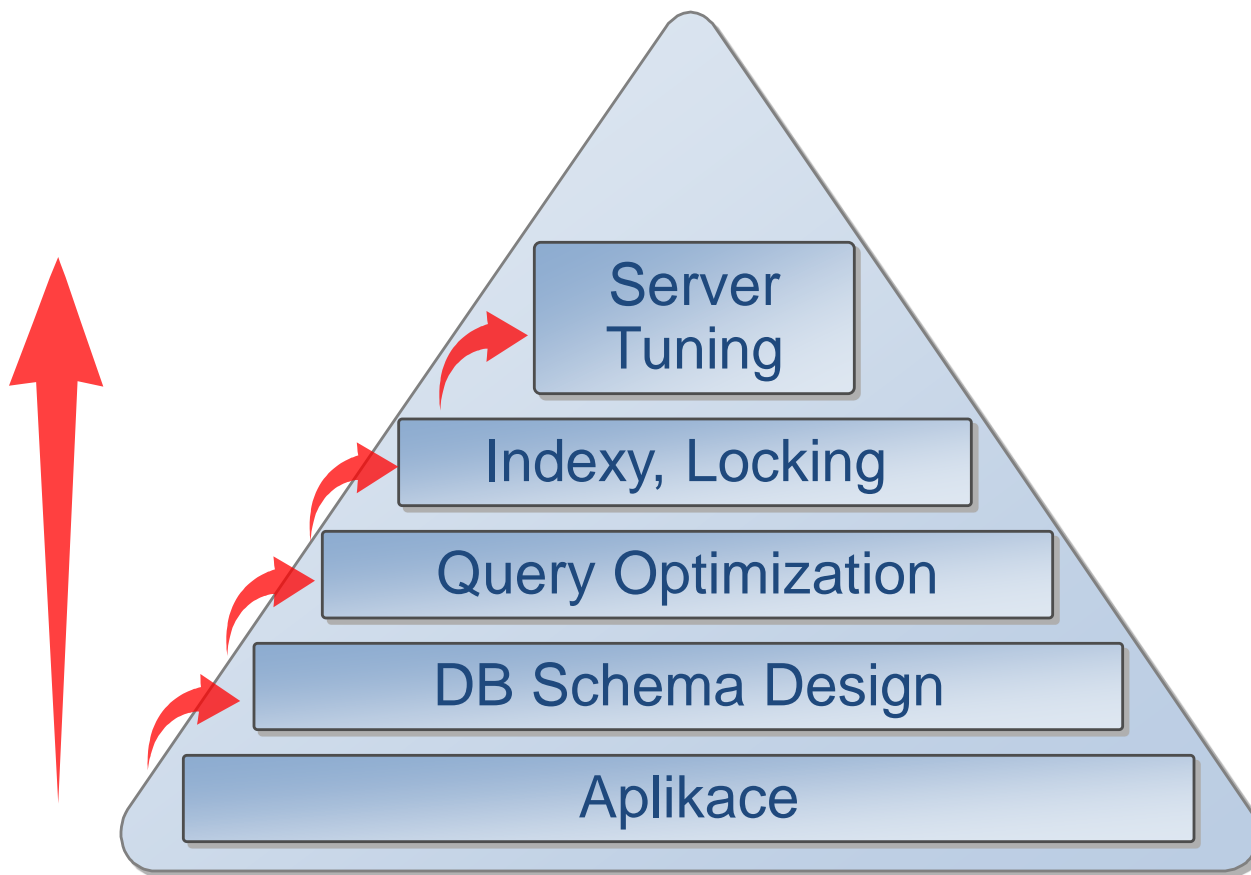 Server
Tuning
Indexy, Locking
Query Optimization
DB Schema Design
Aplikace